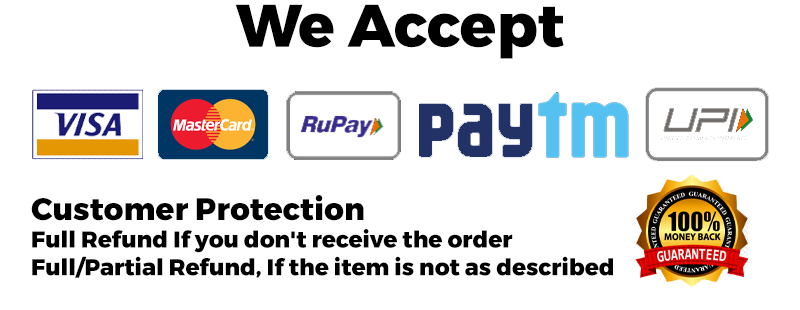 We Accept
VISA
MasterCard
RuPay
paytm
UPI
Customer Protection
Full Refund If you don't receive the order
Full/Partial Refund, If the item is not as described
GUARANTEED GUARANTEED GUARANTEED
100%
MONEY BACK
GUARANTEED